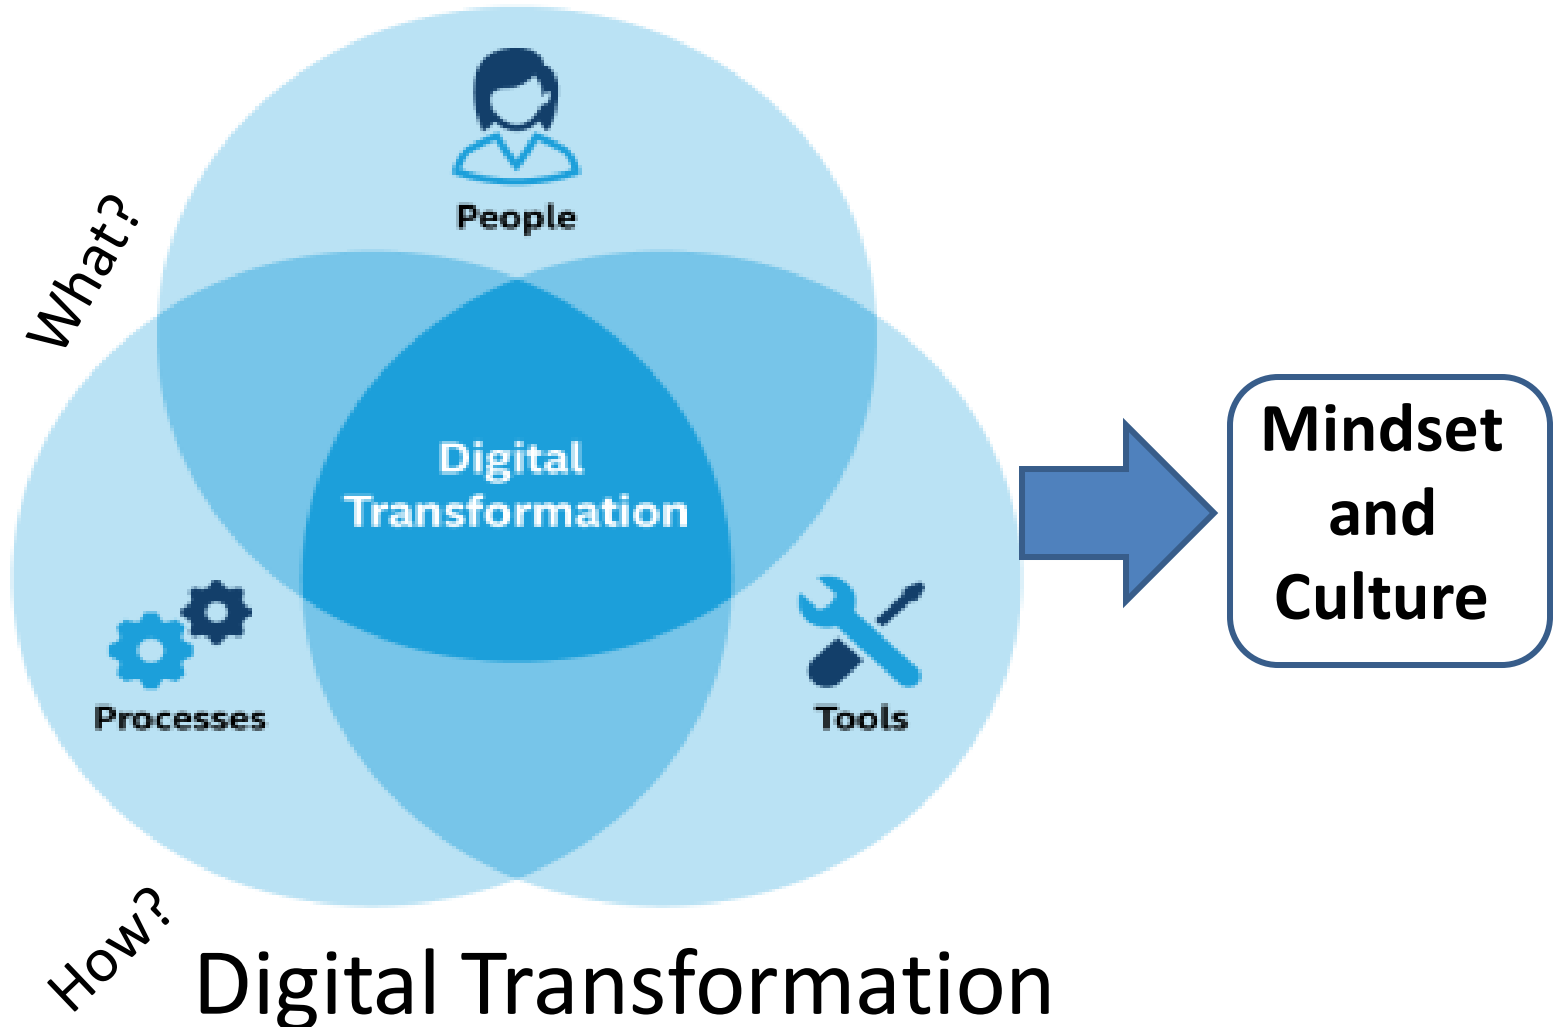 People
What?
Digital
Transformation
Processes
Tools
Mindset
and
Culture
How?
Digital Transformation